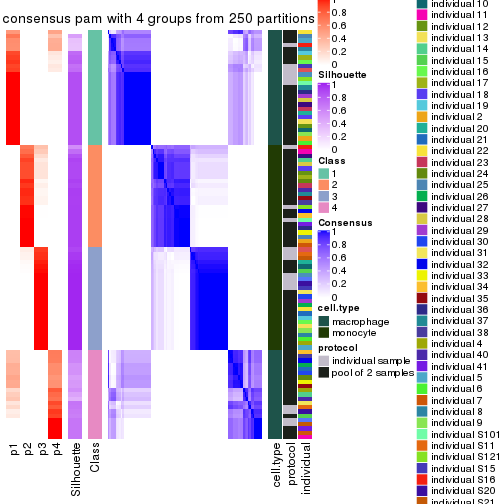 consensus pam with 4 groups from 250 partitions
0.8
0.6
0.4
0.2
0
Silhouette
1
0.8
0.6
0.4
0.2
0
Class
1
2
3
4
Consensus
1
0.8
0.6
0.4
0.2
0
cell.type
macrophage
monocyte
protocol
individual sample
pool of 2 samples
individual 10
individual 11
individual 12
individual 13
individual 14
individual 15
individual 16
individual 17
individual 18
individual 19
individual 2
individual 20
individual 21
individual 22
individual 23
individual 24
individual 25
individual 26
individual 27
individual 28
individual 29
individual 30
individual 31
individual 32
individual 33
individual 34
individual 35
individual 36
individual 37
individual 38
individual 4
individual 40
individual 41
individual 5
individual 6
individual 7
individual 8
individual 9
individual S101
individual S11
individual S121
individual S15
individual S16
individual S20
individual S21
p1
p2
p3
p4
Silhouette
Class
cell.type
protocol
individual